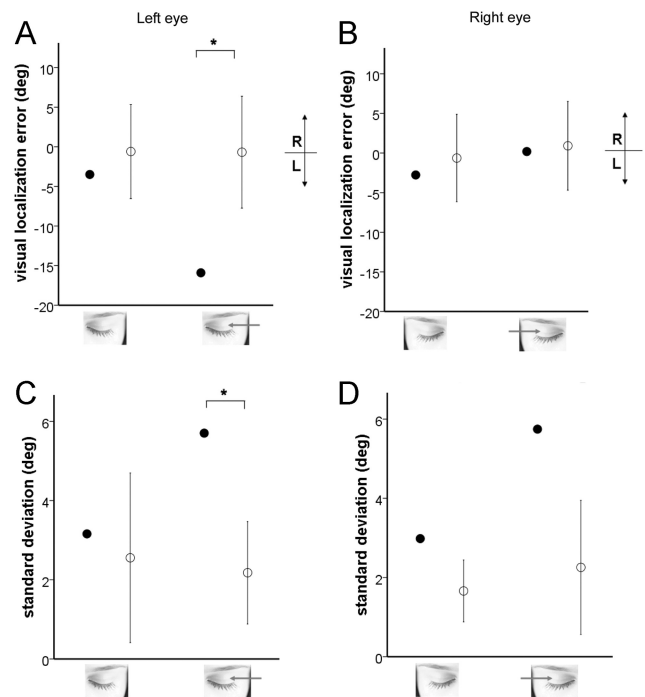 Left eye
Right eye
A
*
visual localization error (deg)
10
5
0
-5
-10
-15
-20
R
L
B
visual localization error (deg)
10
5
0
-5
-10
-15
-20
R
L
C
*
standard deviation (deg)
6
4
2
0
D
standard deviation (deg)
6
4
2
0